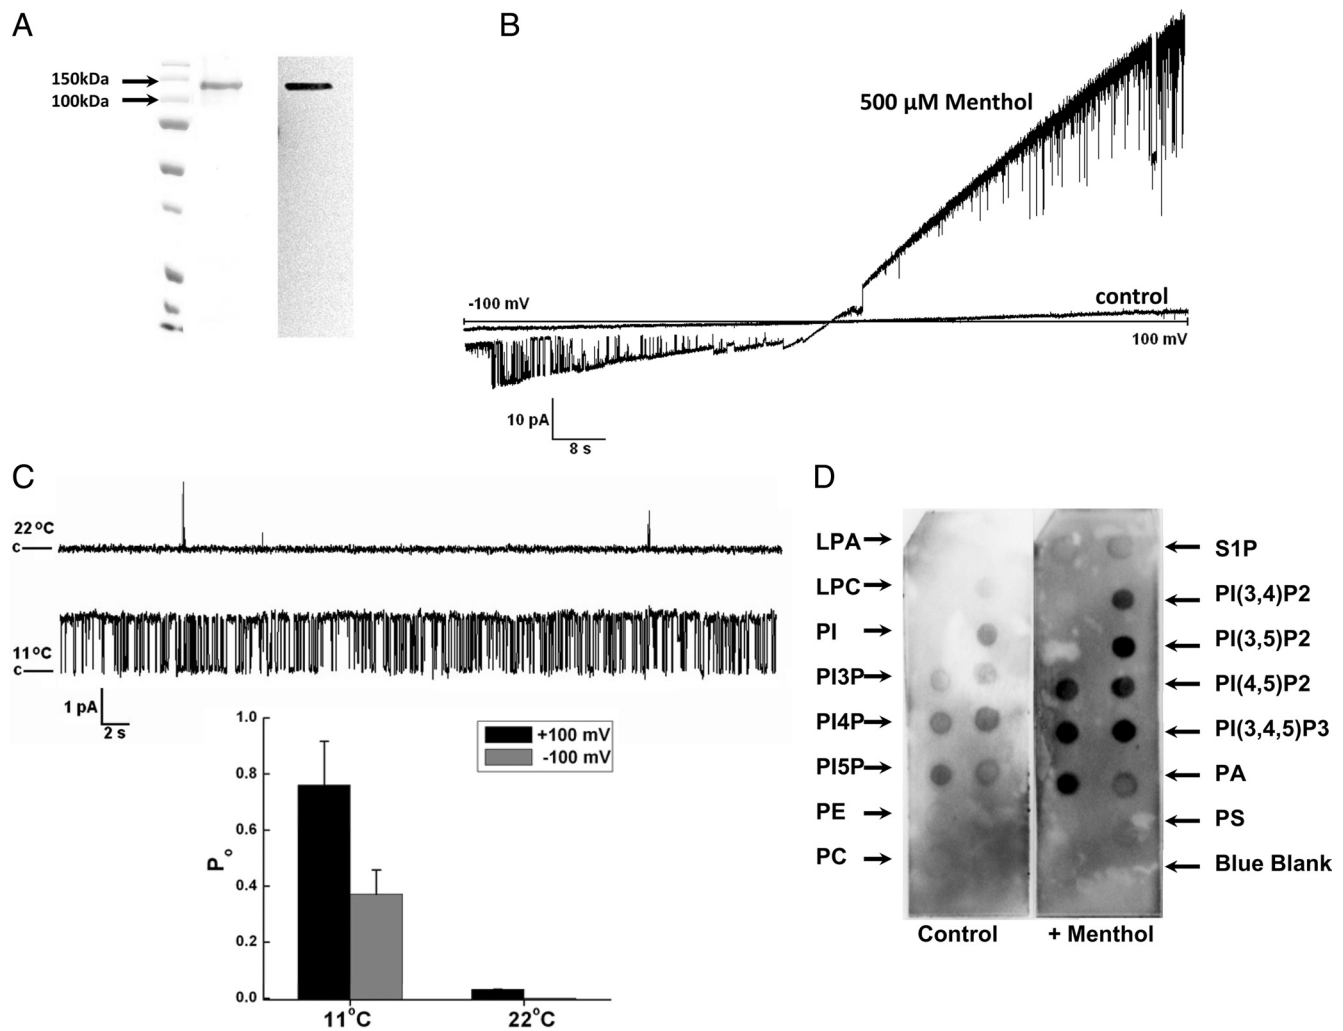 A
150kDa
100kDa
B
500 µM Menthol
-100 mV
control
100 mV
10 pA
8 s
C
22 ºC
c
11 ºC
c
1 pA
2 s
1.0
0.8
0.6
0.4
0.2
0.0
Po
+100 mV
-100 mV
11°C
22°C
D
LPA
LPC
PI
PI3P
PI4P
PI5P
PE
PC
S1P
PI(3,4)P2
PI(3,5)P2
PI(4,5)P2
PI(3,4,5)P3
PA
PS
Blue Blank
Control
+ Menthol